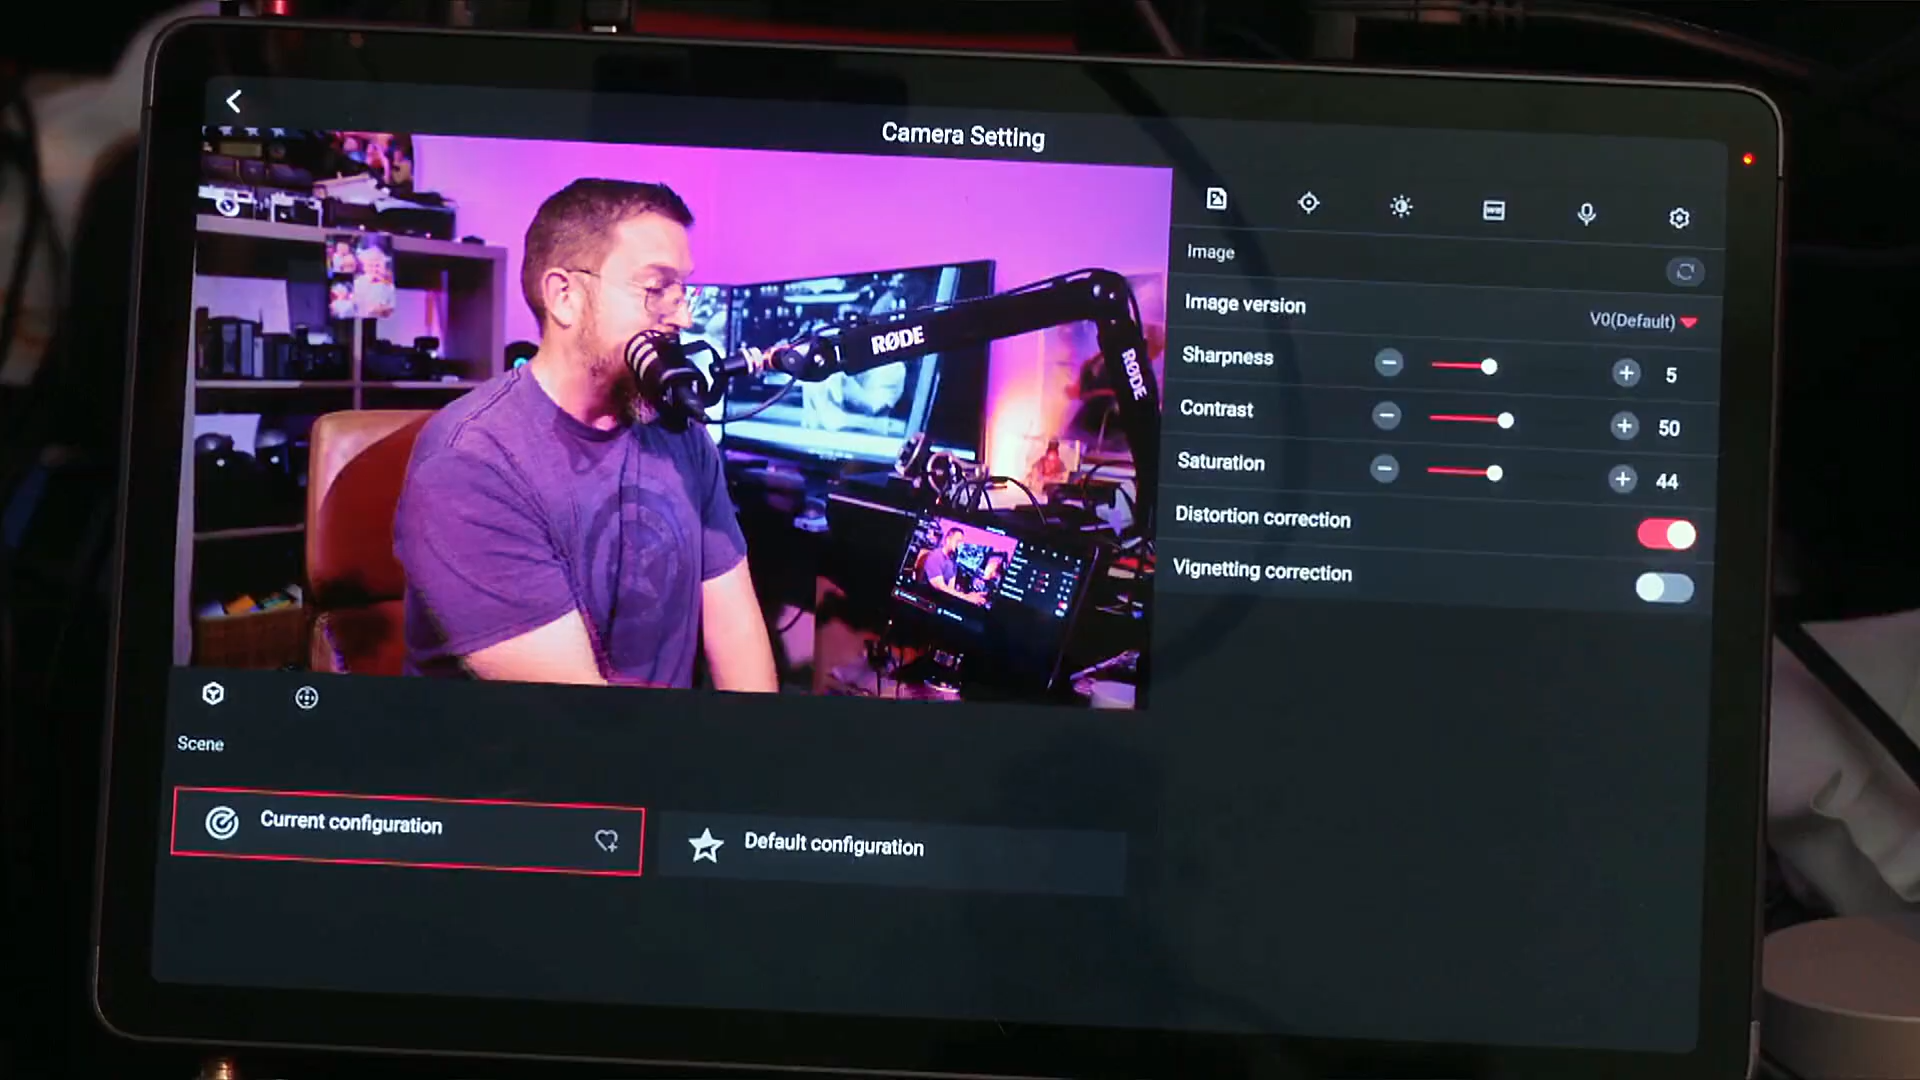 Camera Setting
RØDE
RØDE
WB
Image
Image version
V0(Default)
Sharpness
5
Contrast
50
Saturation
44
Distortion correction
Vignetting correction
Scene
Current configuration
Default configuration